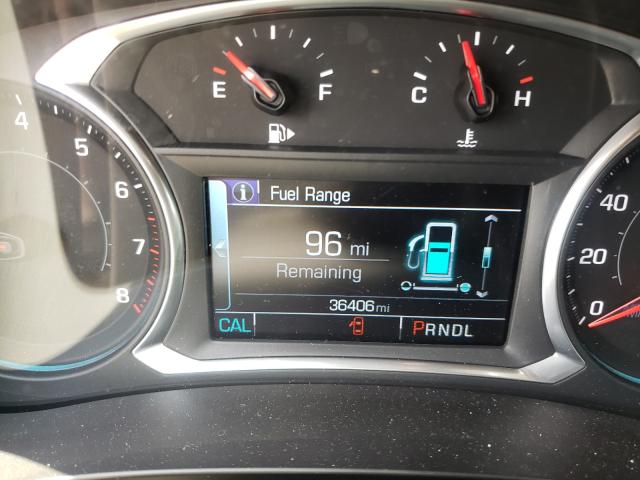 E F
C H
4
5
6
7
8
Fuel Range
96 mi
Remaining
36406 mi
CAL PRNDL
40
20
0